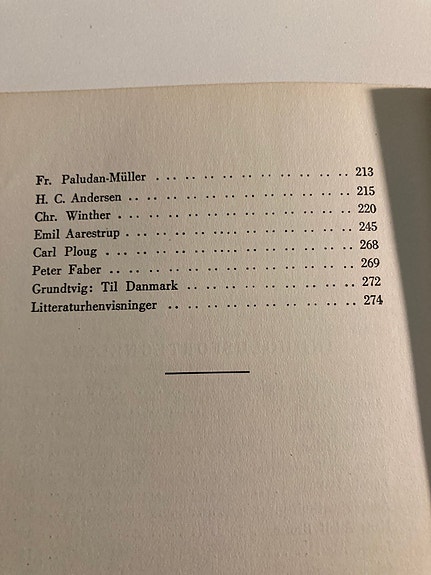 Fr. Paludan-Müller . .. .. .. .. .. .. .. .. .. .. 213
H. C. Andersen .. .. .. .. .. .. .. .. .. .. .. .. 215
Chr. Winther . .. .. .. .. .. .. .. .. .. .. .. .. 220
Emil Aarestrup . .. .. .. .. .. .. .. .. .. .. .. 245
Carl Ploug .. .. .. .. .. .. .. .. .. .. .. .. .. 268
Peter Faber .. .. .. .. .. .. .. .. .. .. .. .. .. 269
Grundtvig: Til Danmark .. .. .. .. .. .. .. .. .. 272
Litteraturhenvisninger .. .. .. .. .. .. .. .. .. .. 274